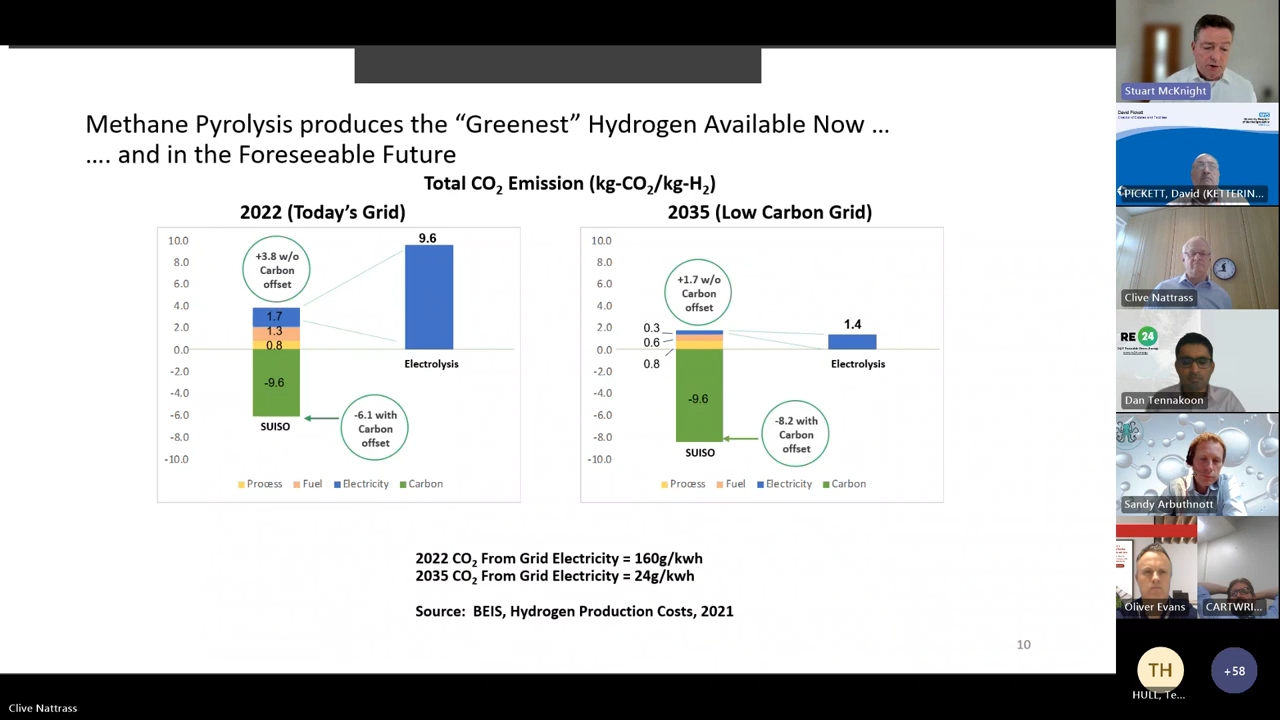 Methane Pyrolysis produces the “Greenest” Hydrogen Available Now ...
.... and in the Foreseeable Future
Total CO2 Emission (kg-CO2/kg-H2)
2022 (Today’s Grid)
10.0
8.0
6.0
4.0
2.0
0.0
-2.0
-4.0
-6.0
-8.0
-10.0
+3.8 w/o
Carbon
offset
1.7
1.3
0.8
-9.6
SUISO
9.6
Electrolysis
-6.1 with
Carbon
offset
Process
Fuel
Electricity
Carbon
2035 (Low Carbon Grid)
10.0
8.0
6.0
4.0
2.0
0.0
-2.0
-4.0
-6.0
-8.0
-10.0
+1.7 w/o
Carbon
offset
0.3
0.6
0.8
-9.6
SUISO
1.4
Electrolysis
-8.2 with
Carbon
offset
Process
Fuel
Electricity
Carbon
2022 CO2 From Grid Electricity = 160g/kwh
2035 CO2 From Grid Electricity = 24g/kwh
Source: BEIS, Hydrogen Production Costs, 2021
10
Stuart McKnight
David Pickett
NHS
PICKETT, David (KETTERIN...
Clive Nattrass
RE 24
Dan Tennakoon
Sandy Arbuthnott
Oliver Evans
CARTWRI...
TH
HULL, Te...
+58
Clive Nattrass